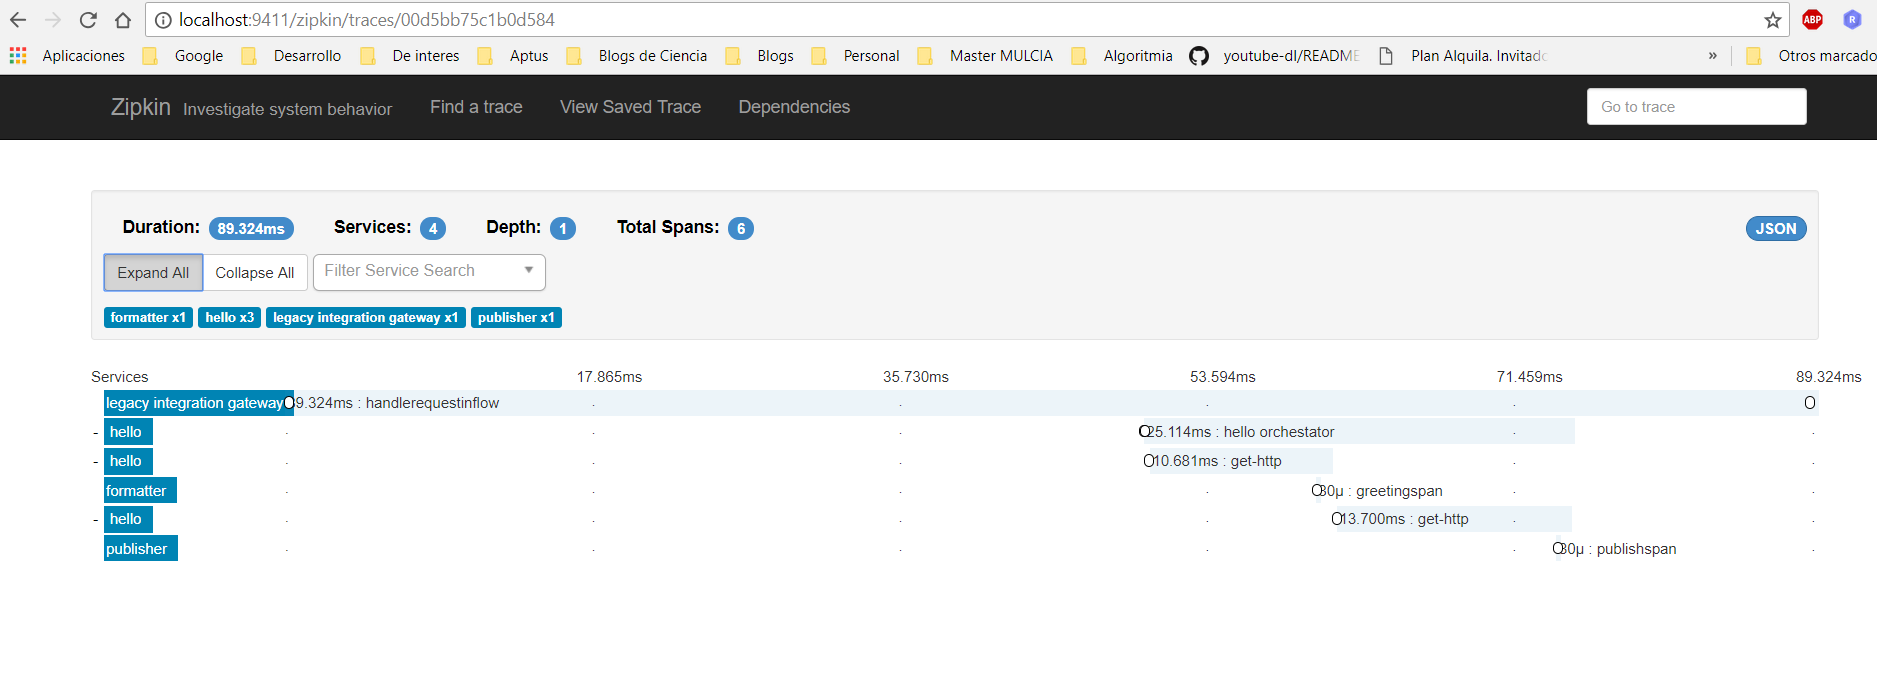 localhost:9411/zipkin/traces/00d5bb75c1b0d584 ABP R
Aplicaciones Google Desarrollo De interes Aptus Blogs de Ciencia Blogs Personal Master MULCIA Algoritmia youtube-dl/README Plan Alquila. Invitado » Otros marcado
Zipkin Investigate system behavior Find a trace View Saved Trace Dependencies Go to trace
Duration: 89.324ms Services: 4 Depth: 1 Total Spans: 6 JSON
Expand All Collapse All Filter Service Search
formatter x1 hello x3 legacy integration gateway x1 publisher x1
Services 17.865ms 35.730ms 53.594ms 71.459ms 89.324ms
legacy integration gateway 89.324ms : handlerequestinflow
- hello 25.114ms : hello orchestator
- hello 10.681ms : get-http
formatter 30µ : greetingspan
- hello 13.700ms : get-http
publisher 30µ : publishspan